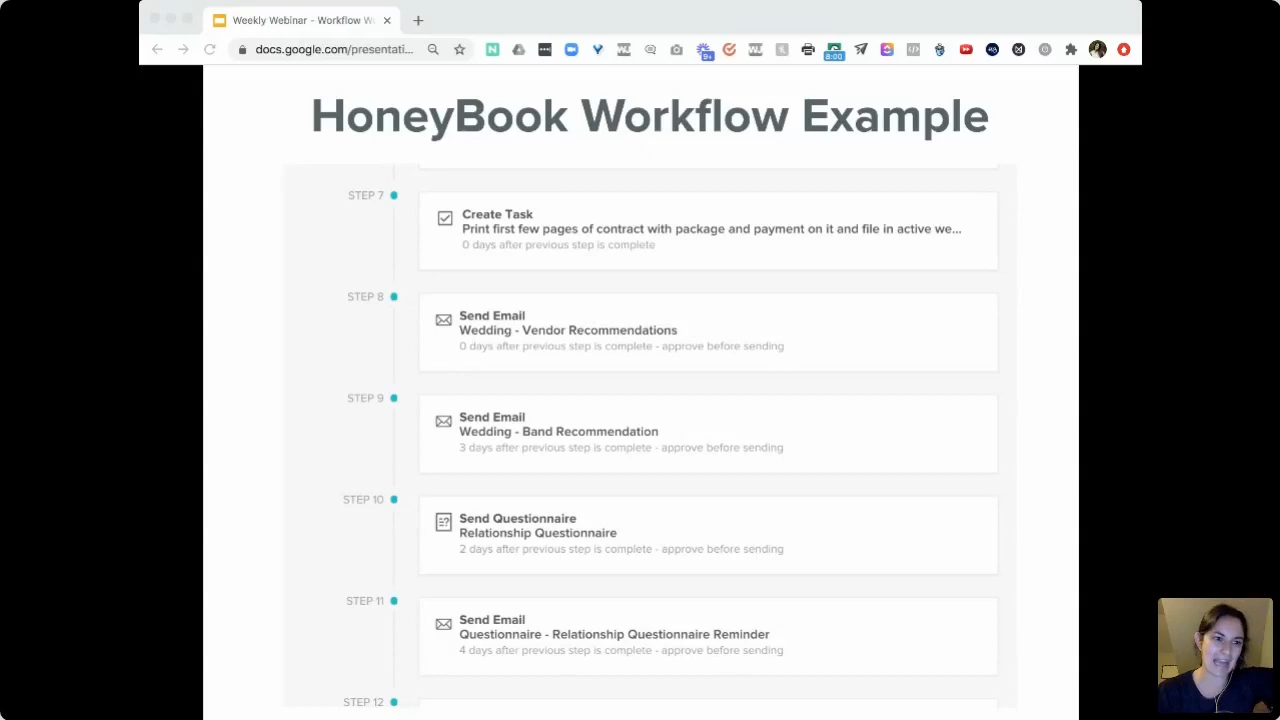 Weekly Webinar - Workflow W
docs.google.com/presentati...
9+
8:00
HoneyBook Workflow Example
STEP 7
Create Task
Print first few pages of contract with package and payment on it and file in active we...
0 days after previous step is complete
STEP 8
Send Email
Wedding - Vendor Recommendations
0 days after previous step is complete - approve before sending
STEP 9
Send Email
Wedding - Band Recommendation
3 days after previous step is complete - approve before sending
STEP 10
Send Questionnaire
Relationship Questionnaire
2 days after previous step is complete - approve before sending
STEP 11
Send Email
Questionnaire - Relationship Questionnaire Reminder
4 days after previous step is complete - approve before sending
STEP 12